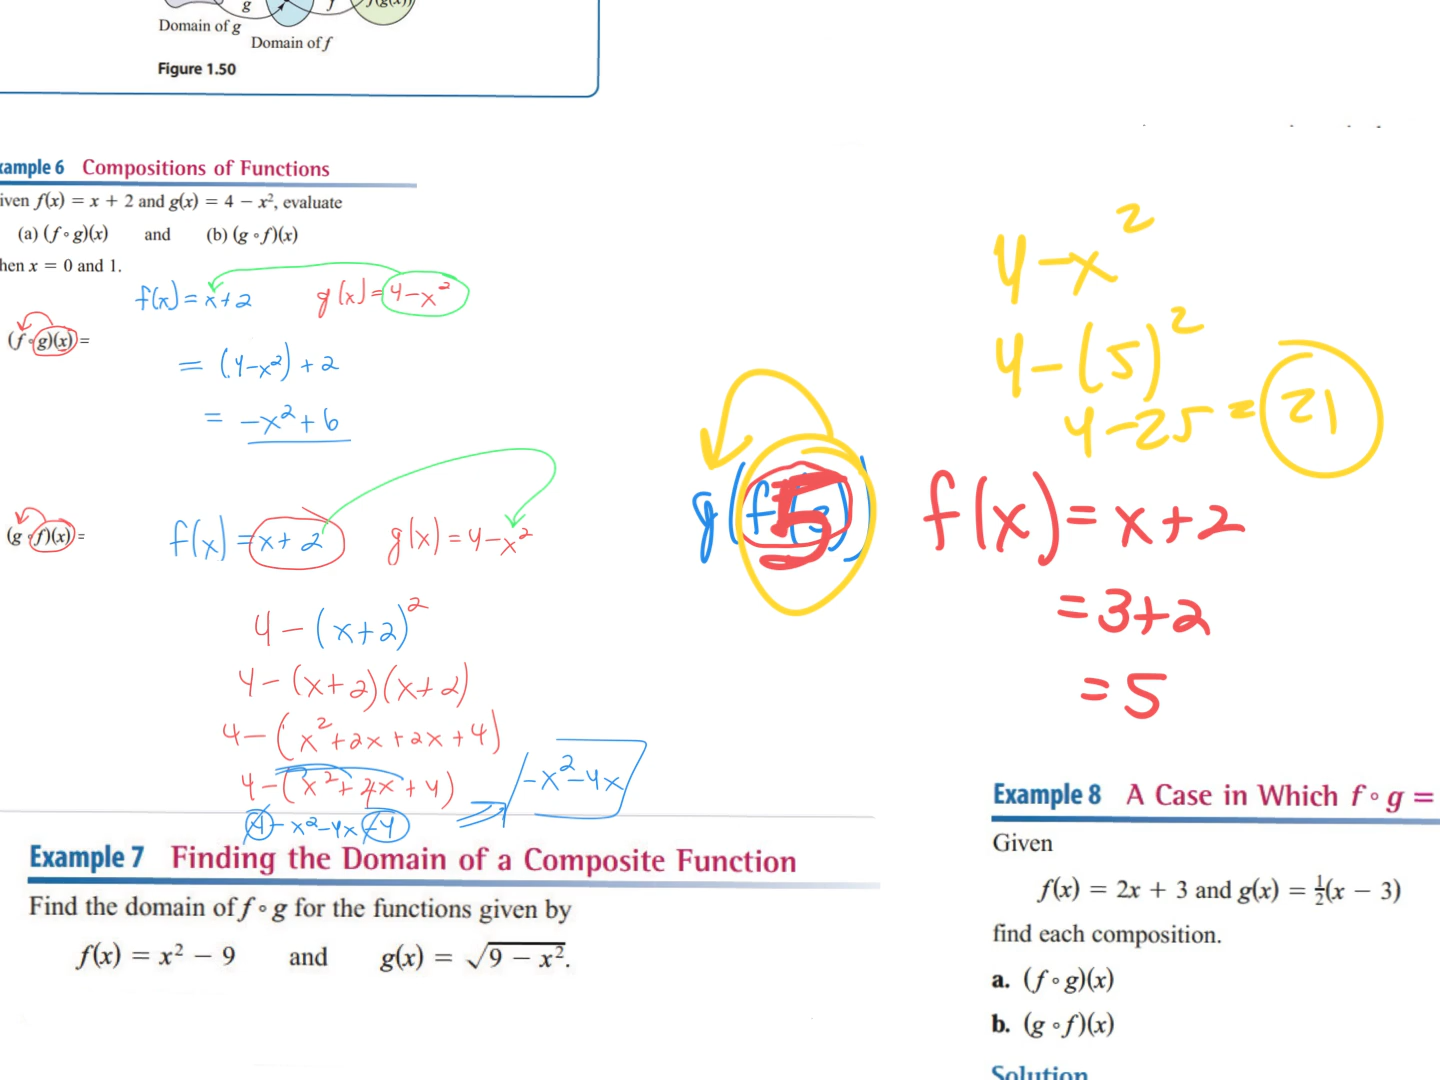 g f f(g(x))
Domain of g
Domain of f
Figure 1.50
xample 6 Compositions of Functions
iven f(x) = x + 2 and g(x) = 4 − x², evaluate
(a) (f ∘ g)(x) and (b) (g ∘ f)(x)
hen x = 0 and 1.
f(x) = x+2 g(x) = 4−x²
(f∘g)(x) =
= (4−x²) + 2
= −x² + 6
(g∘f)(x) =
f(x) = x+2 g(x) = 4−x²
4 − (x+2)²
4 − (x+2)(x+2)
4 − (x²+2x+2x+4)
4 − (x²+4x+4)
4 − x²−4x−4
−x²−4x
g(f(3))
5
4−x²
4−(5)²
4−25 = 21
f(x) = x+2
= 3+2
= 5
Example 7 Finding the Domain of a Composite Function
Find the domain of f ∘ g for the functions given by
f(x) = x² − 9 and g(x) = √9 − x².
Example 8 A Case in Which f ∘ g =
Given
f(x) = 2x + 3 and g(x) = ½(x − 3)
find each composition.
a. (f ∘ g)(x)
b. (g ∘ f)(x)
Solution